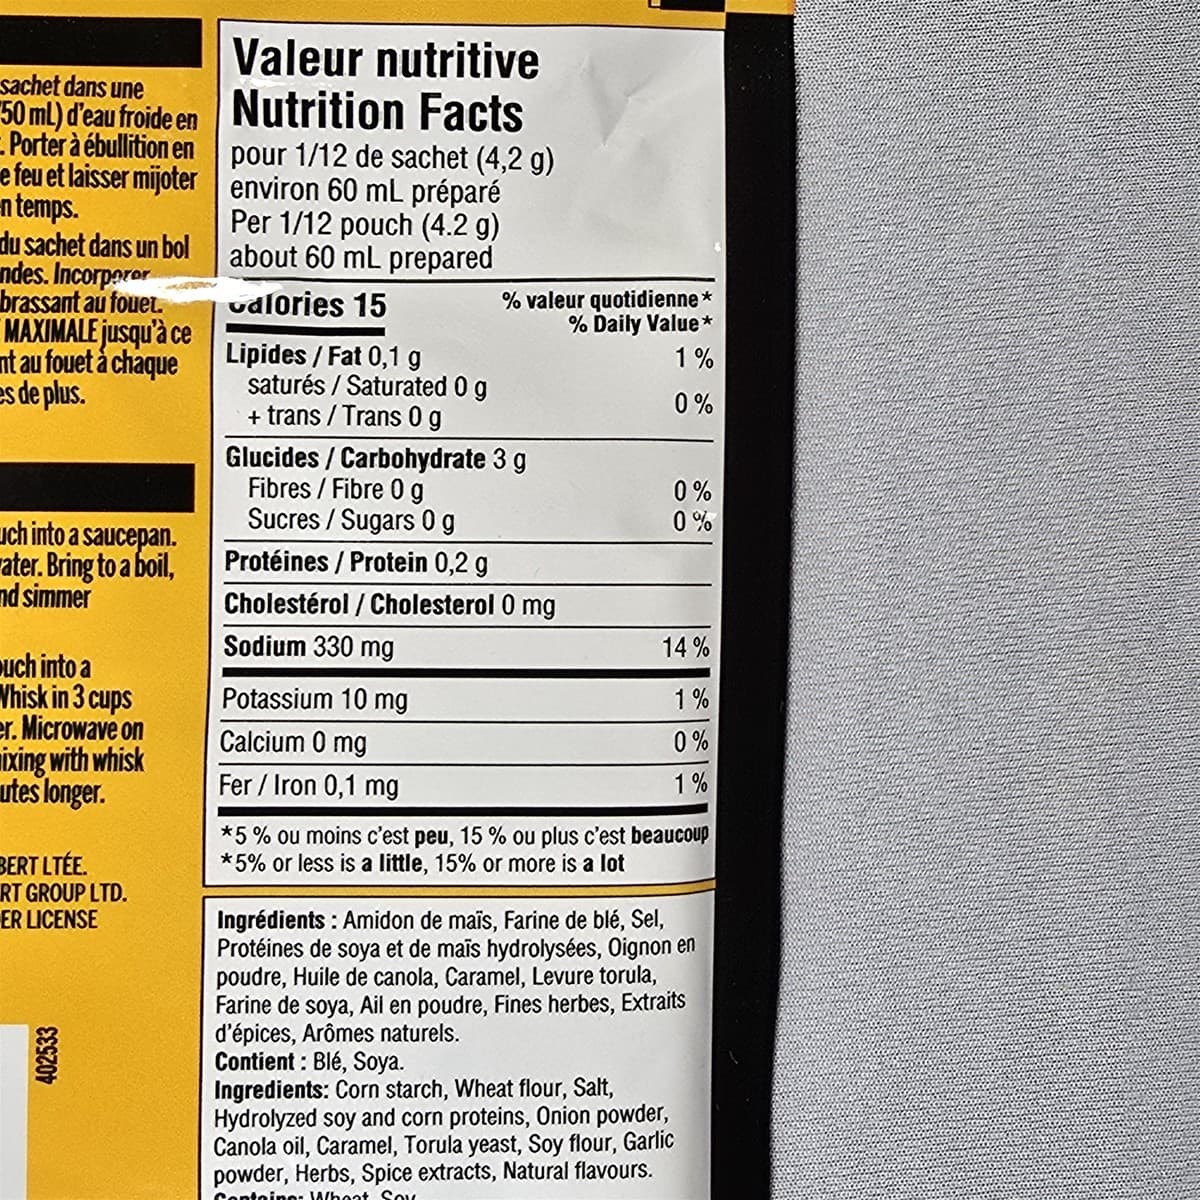 sachet dans une
50 mL) d'eau froide en
. Porter à ébullition en
e feu et laisser mijoter
n temps.
du sachet dans un bol
ndes. Incorporer
brassant au fouet.
MAXIMALE jusqu'à ce
nt au fouet à chaque
es de plus.
uch into a saucepan.
ater. Bring to a boil,
nd simmer
ouch into a
Whisk in 3 cups
er. Microwave on
ixing with whisk
utes longer.
BERT LTÉE.
RT GROUP LTD.
ER LICENSE
402533
Valeur nutritive
Nutrition Facts
pour 1/12 de sachet (4,2 g)
environ 60 mL préparé
Per 1/12 pouch (4.2 g)
about 60 mL prepared
Calories 15
% valeur quotidienne*
% Daily Value*
Lipides / Fat 0,1 g 1 %
saturés / Saturated 0 g
+ trans / Trans 0 g 0 %
Glucides / Carbohydrate 3 g
Fibres / Fibre 0 g 0 %
Sucres / Sugars 0 g 0 %
Protéines / Protein 0,2 g
Cholestérol / Cholesterol 0 mg
Sodium 330 mg 14 %
Potassium 10 mg 1 %
Calcium 0 mg 0 %
Fer / Iron 0,1 mg 1 %
*5 % ou moins c'est peu, 15 % ou plus c'est beaucoup
*5% or less is a little, 15% or more is a lot
Ingrédients : Amidon de maïs, Farine de blé, Sel,
Protéines de soya et de maïs hydrolysées, Oignon en
poudre, Huile de canola, Caramel, Levure torula,
Farine de soya, Ail en poudre, Fines herbes, Extraits
d'épices, Arômes naturels.
Contient : Blé, Soya.
Ingredients: Corn starch, Wheat flour, Salt,
Hydrolyzed soy and corn proteins, Onion powder,
Canola oil, Caramel, Torula yeast, Soy flour, Garlic
powder, Herbs, Spice extracts, Natural flavours.
Contains: Wheat, Soy